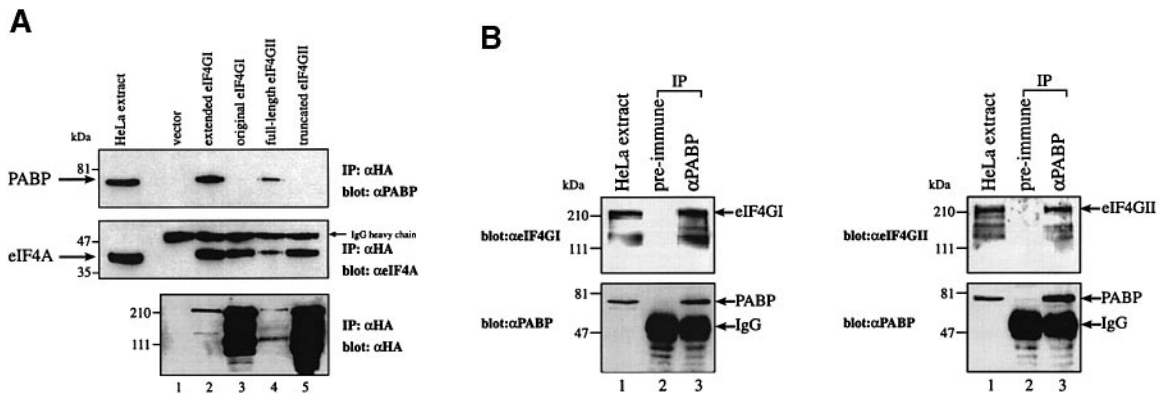 A
HeLa extract
vector
extended eIF4GI
original eIF4GI
full-length eIF4GII
truncated eIF4GII
kDa
81
PABP
IP: αHA
blot: αPABP
IgG heavy chain
47
eIF4A
35
IP: αHA
blot: αeIF4A
210
111
IP: αHA
blot: αHA
1 2 3 4 5
B
IP
HeLa extract
pre-immune
αPABP
kDa
210
eIF4GI
blot:αeIF4GI
111
81
PABP
blot:αPABP
47
IgG
1 2 3
IP
HeLa extract
pre-immune
αPABP
kDa
210
eIF4GII
blot:αeIF4GII
111
81
PABP
blot:αPABP
47
IgG
1 2 3